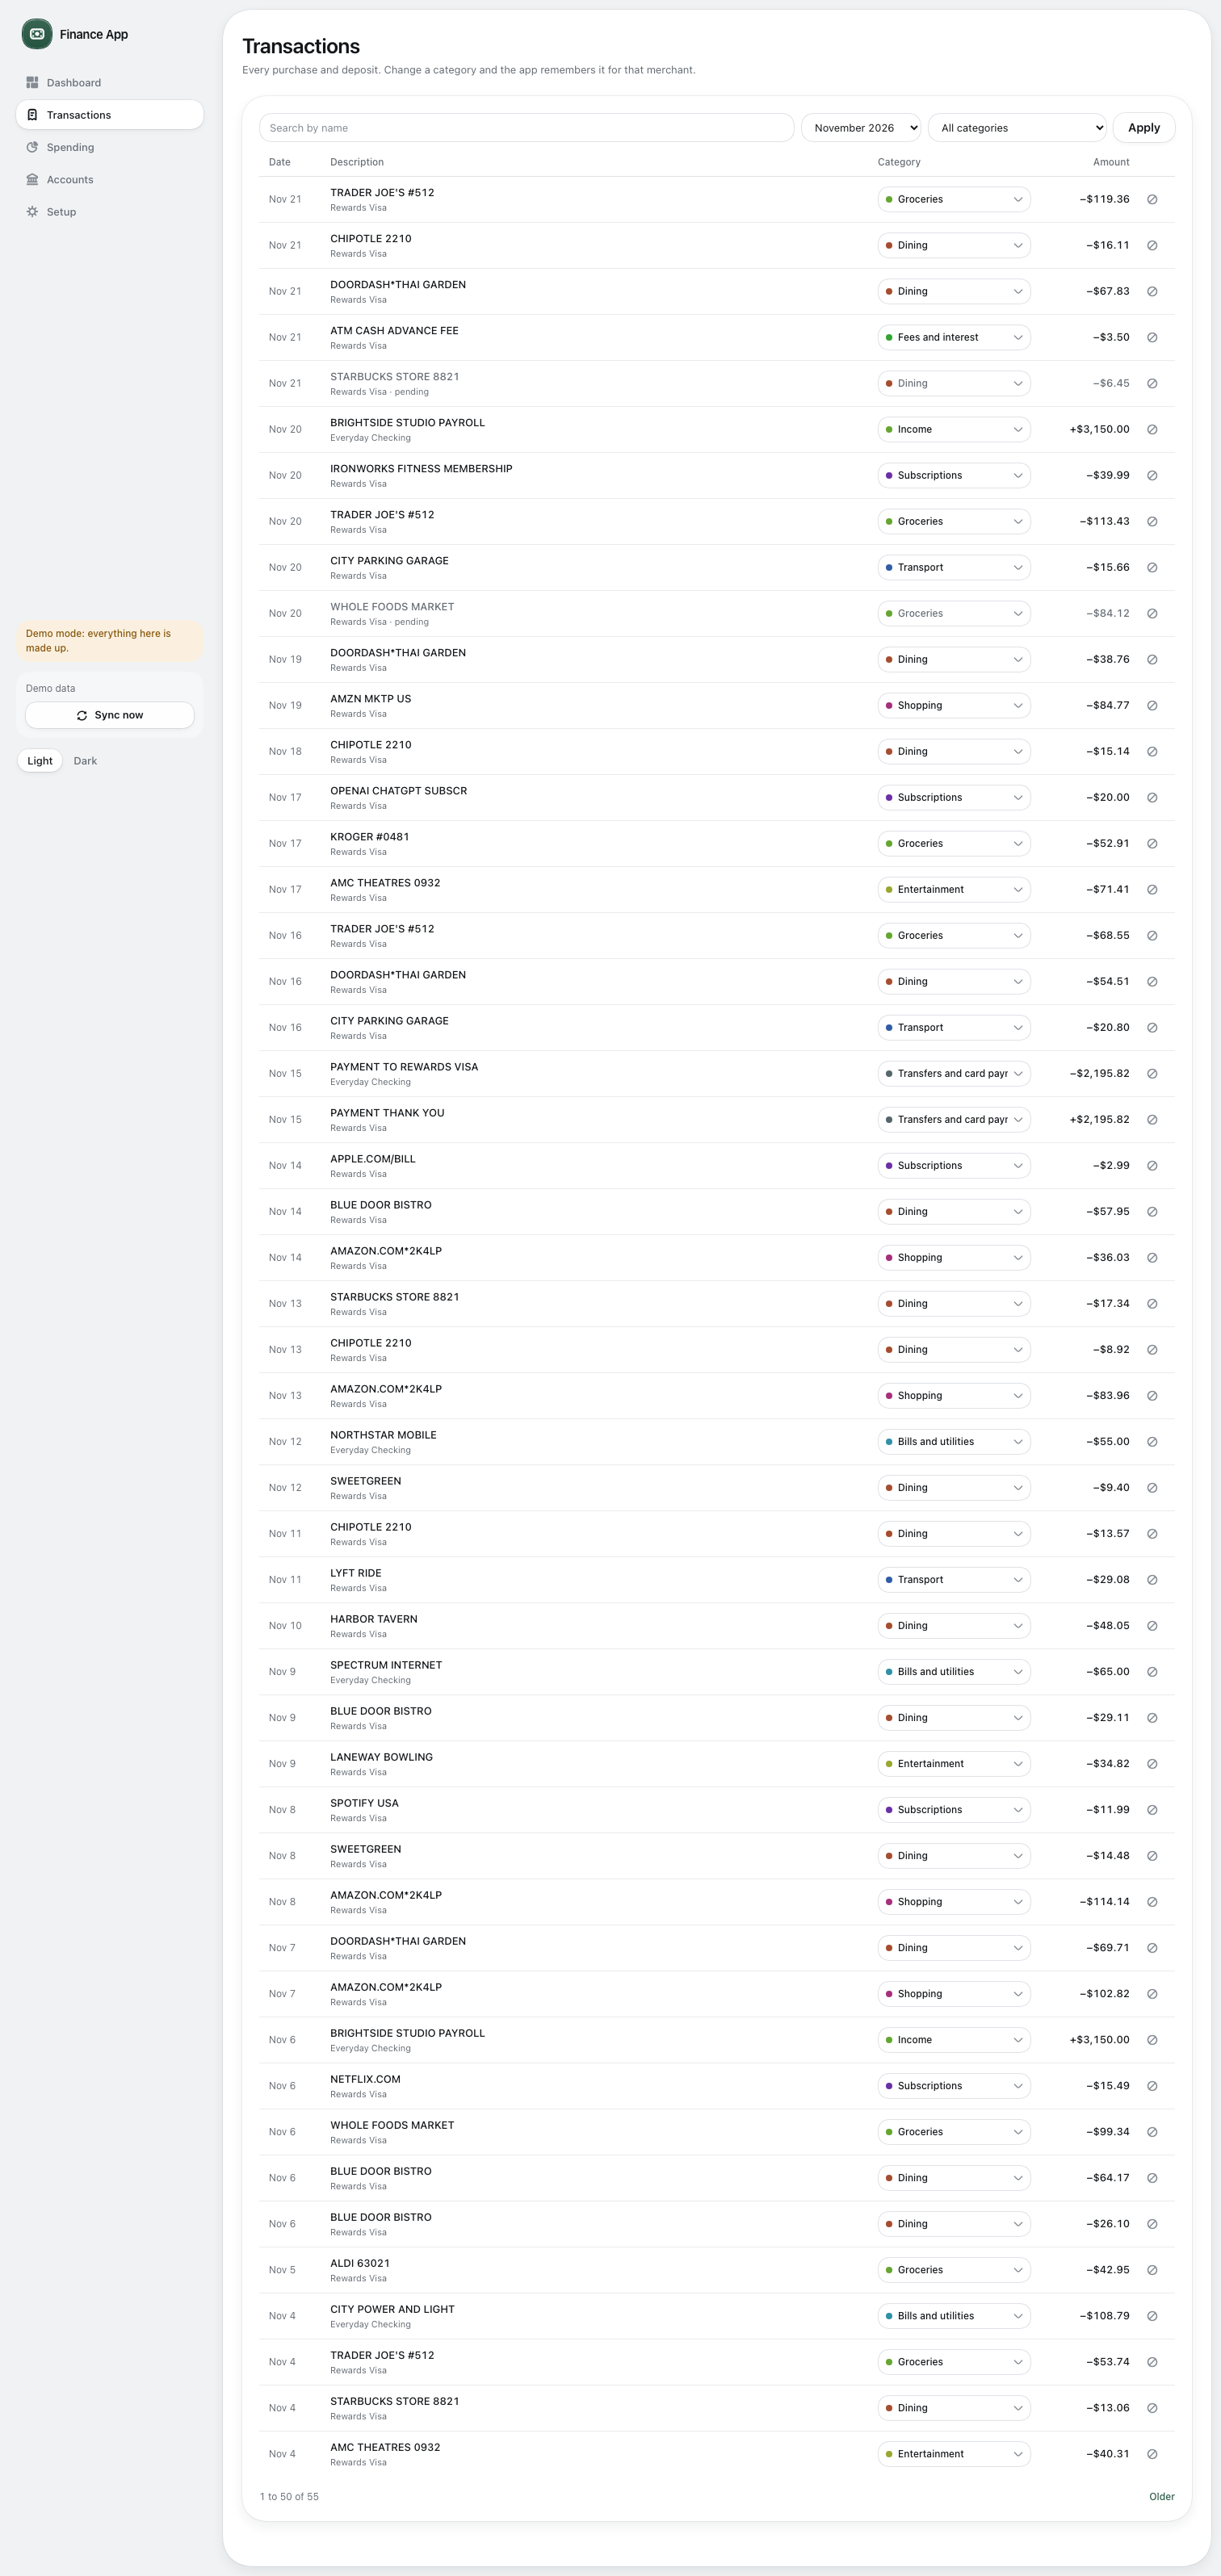 Finance App
Dashboard
Transactions
Spending
Accounts
Setup
Demo mode: everything here is
made up.
Demo data
Sync now
Light Dark
Transactions
Every purchase and deposit. Change a category and the app remembers it for that merchant.
Search by name November 2026 All categories Apply
Date Description Category Amount
Nov 21 TRADER JOE'S #512 Groceries −$119.36
Rewards Visa
Nov 21 CHIPOTLE 2210 Dining −$16.11
Rewards Visa
Nov 21 DOORDASH*THAI GARDEN Dining −$67.83
Rewards Visa
Nov 21 ATM CASH ADVANCE FEE Fees and interest −$3.50
Rewards Visa
Nov 21 STARBUCKS STORE 8821 Dining −$6.45
Rewards Visa · pending
Nov 20 BRIGHTSIDE STUDIO PAYROLL Income +$3,150.00
Everyday Checking
Nov 20 IRONWORKS FITNESS MEMBERSHIP Subscriptions −$39.99
Rewards Visa
Nov 20 TRADER JOE'S #512 Groceries −$113.43
Rewards Visa
Nov 20 CITY PARKING GARAGE Transport −$15.66
Rewards Visa
Nov 20 WHOLE FOODS MARKET Groceries −$84.12
Rewards Visa · pending
Nov 19 DOORDASH*THAI GARDEN Dining −$38.76
Rewards Visa
Nov 19 AMZN MKTP US Shopping −$84.77
Rewards Visa
Nov 18 CHIPOTLE 2210 Dining −$15.14
Rewards Visa
Nov 17 OPENAI CHATGPT SUBSCR Subscriptions −$20.00
Rewards Visa
Nov 17 KROGER #0481 Groceries −$52.91
Rewards Visa
Nov 17 AMC THEATRES 0932 Entertainment −$71.41
Rewards Visa
Nov 16 TRADER JOE'S #512 Groceries −$68.55
Rewards Visa
Nov 16 DOORDASH*THAI GARDEN Dining −$54.51
Rewards Visa
Nov 16 CITY PARKING GARAGE Transport −$20.80
Rewards Visa
Nov 15 PAYMENT TO REWARDS VISA Transfers and card payr −$2,195.82
Everyday Checking
Nov 15 PAYMENT THANK YOU Transfers and card payr +$2,195.82
Rewards Visa
Nov 14 APPLE.COM/BILL Subscriptions −$2.99
Rewards Visa
Nov 14 BLUE DOOR BISTRO Dining −$57.95
Rewards Visa
Nov 14 AMAZON.COM*2K4LP Shopping −$36.03
Rewards Visa
Nov 13 STARBUCKS STORE 8821 Dining −$17.34
Rewards Visa
Nov 13 CHIPOTLE 2210 Dining −$8.92
Rewards Visa
Nov 13 AMAZON.COM*2K4LP Shopping −$83.96
Rewards Visa
Nov 12 NORTHSTAR MOBILE Bills and utilities −$55.00
Everyday Checking
Nov 12 SWEETGREEN Dining −$9.40
Rewards Visa
Nov 11 CHIPOTLE 2210 Dining −$13.57
Rewards Visa
Nov 11 LYFT RIDE Transport −$29.08
Rewards Visa
Nov 10 HARBOR TAVERN Dining −$48.05
Rewards Visa
Nov 9 SPECTRUM INTERNET Bills and utilities −$65.00
Everyday Checking
Nov 9 BLUE DOOR BISTRO Dining −$29.11
Rewards Visa
Nov 9 LANEWAY BOWLING Entertainment −$34.82
Rewards Visa
Nov 8 SPOTIFY USA Subscriptions −$11.99
Rewards Visa
Nov 8 SWEETGREEN Dining −$14.48
Rewards Visa
Nov 8 AMAZON.COM*2K4LP Shopping −$114.14
Rewards Visa
Nov 7 DOORDASH*THAI GARDEN Dining −$69.71
Rewards Visa
Nov 7 AMAZON.COM*2K4LP Shopping −$102.82
Rewards Visa
Nov 6 BRIGHTSIDE STUDIO PAYROLL Income +$3,150.00
Everyday Checking
Nov 6 NETFLIX.COM Subscriptions −$15.49
Rewards Visa
Nov 6 WHOLE FOODS MARKET Groceries −$99.34
Rewards Visa
Nov 6 BLUE DOOR BISTRO Dining −$64.17
Rewards Visa
Nov 6 BLUE DOOR BISTRO Dining −$26.10
Rewards Visa
Nov 5 ALDI 63021 Groceries −$42.95
Rewards Visa
Nov 4 CITY POWER AND LIGHT Bills and utilities −$108.79
Everyday Checking
Nov 4 TRADER JOE'S #512 Groceries −$53.74
Rewards Visa
Nov 4 STARBUCKS STORE 8821 Dining −$13.06
Rewards Visa
Nov 4 AMC THEATRES 0932 Entertainment −$40.31
Rewards Visa
1 to 50 of 55 Older